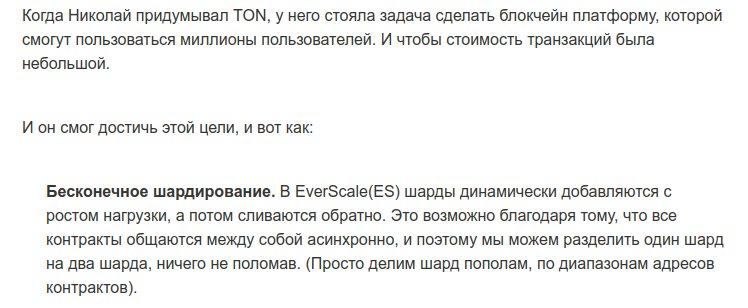 Когда Николай придумывал TON, у него стояла задача сделать блокчейн платформу, которой
смогут пользоваться миллионы пользователей. И чтобы стоимость транзакций была
небольшой.
И он смог достичь этой цели, и вот как:
Бесконечное шардирование. В EverScale(ES) шарды динамически добавляются с
ростом нагрузки, а потом сливаются обратно. Это возможно благодаря тому, что все
контракты общаются между собой асинхронно, и поэтому мы можем разделить один шард
на два шарда, ничего не поломав. (Просто делим шард пополам, по диапазонам адресов
контрактов).